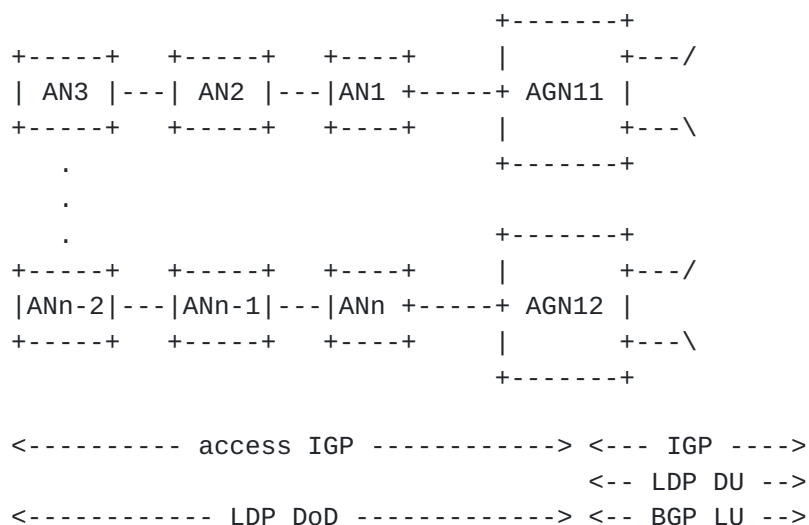 +-------+
+-----+   +-----+   +----+     |       +---/
| AN3 |---| AN2 |---|AN1 +-----+ AGN11 |
+-----+   +-----+   +----+     |       +---\
   .                           +-------+
   .
   .                           +-------+
+-----+   +-----+   +----+     |       +---/
|ANn-2|---|ANn-1|---|ANn +-----+ AGN12 |
+-----+   +-----+   +----+     |       +---\
                               +-------+

<---------- access IGP ------------> <--- IGP ---->
                                     <-- LDP DU -->
<------------ LDP DoD -------------> <-- BGP LU -->